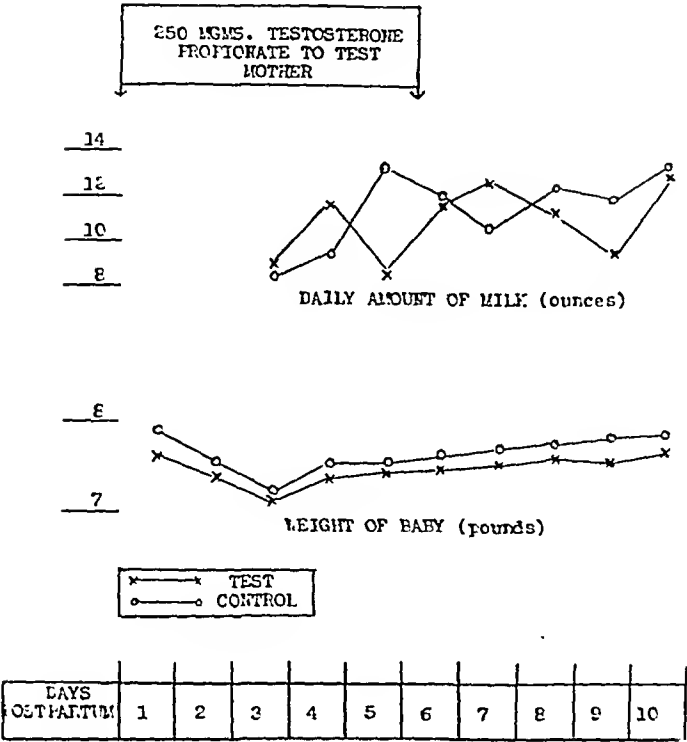 250 MGMS. TESTOSTERONE
PROPIONATE TO TEST
MOTHER
14
12
10
8
DAILY AMOUNT OF MILK (ounces)
8
7
WEIGHT OF BABY (pounds)
x x TEST
o o CONTROL
DAYS
OSTPARTUM 1 2 3 4 5 6 7 8 9 10